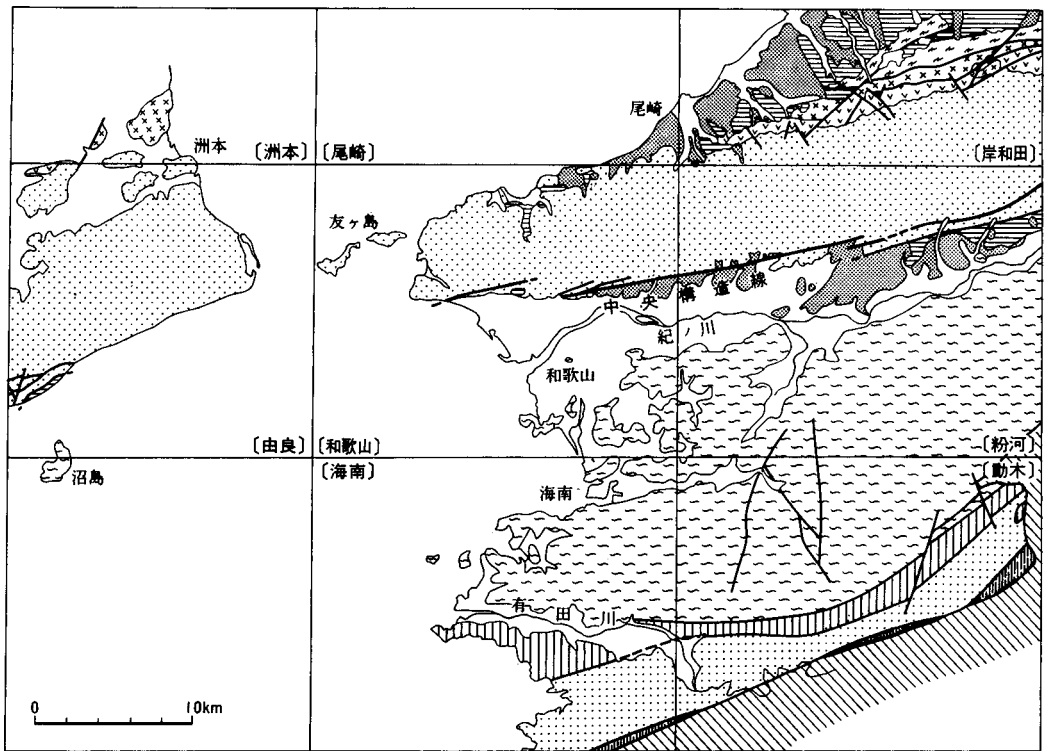 尾崎
洲本
〔洲本〕
〔尾崎〕
〔岸和田〕
友ヶ島
中央構造線
紀ノ川
和歌山
〔由良〕
〔和歌山〕
〔粉河〕
沼島
〔海南〕
〔動木〕
海南
有田川
0 10km